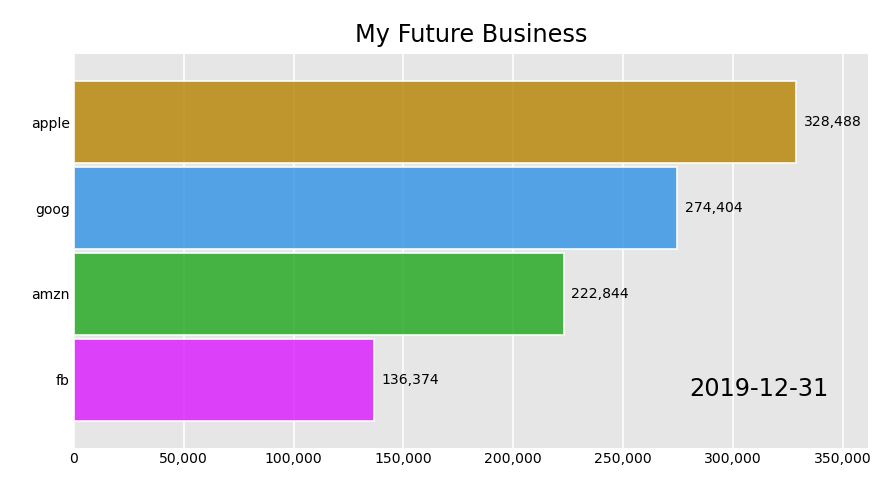 My Future Business
apple
328,488
goog
274,404
amzn
222,844
fb
136,374
2019-12-31
0 50,000 100,000 150,000 200,000 250,000 300,000 350,000